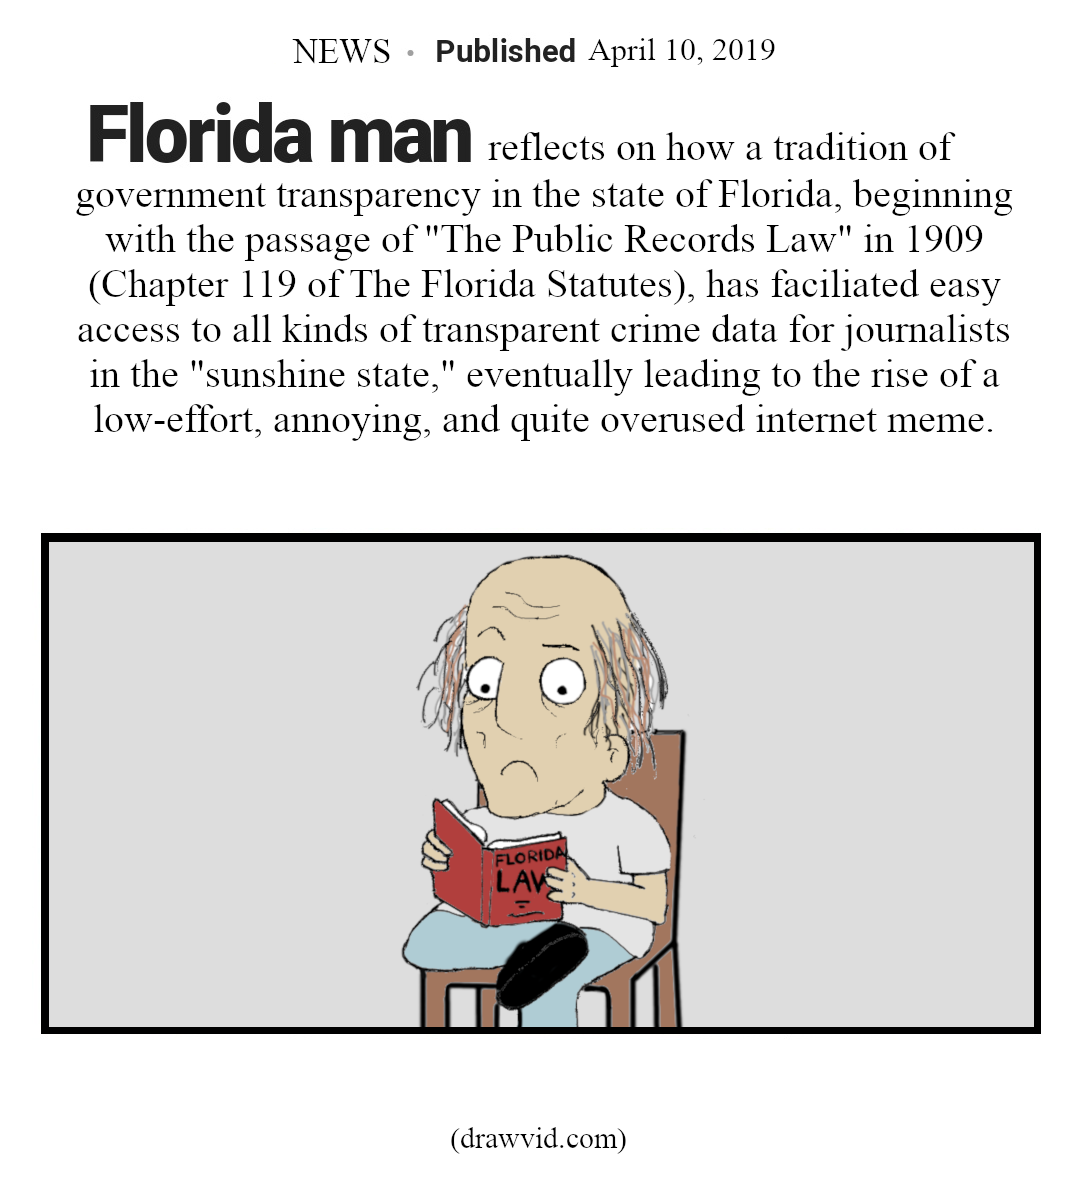 NEWS • Published April 10, 2019
Florida man reflects on how a tradition of
government transparency in the state of Florida, beginning
with the passage of "The Public Records Law" in 1909
(Chapter 119 of The Florida Statutes), has faciliated easy
access to all kinds of transparent crime data for journalists
in the "sunshine state," eventually leading to the rise of a
low-effort, annoying, and quite overused internet meme.
FLORIDA
LAW
(drawvid.com)